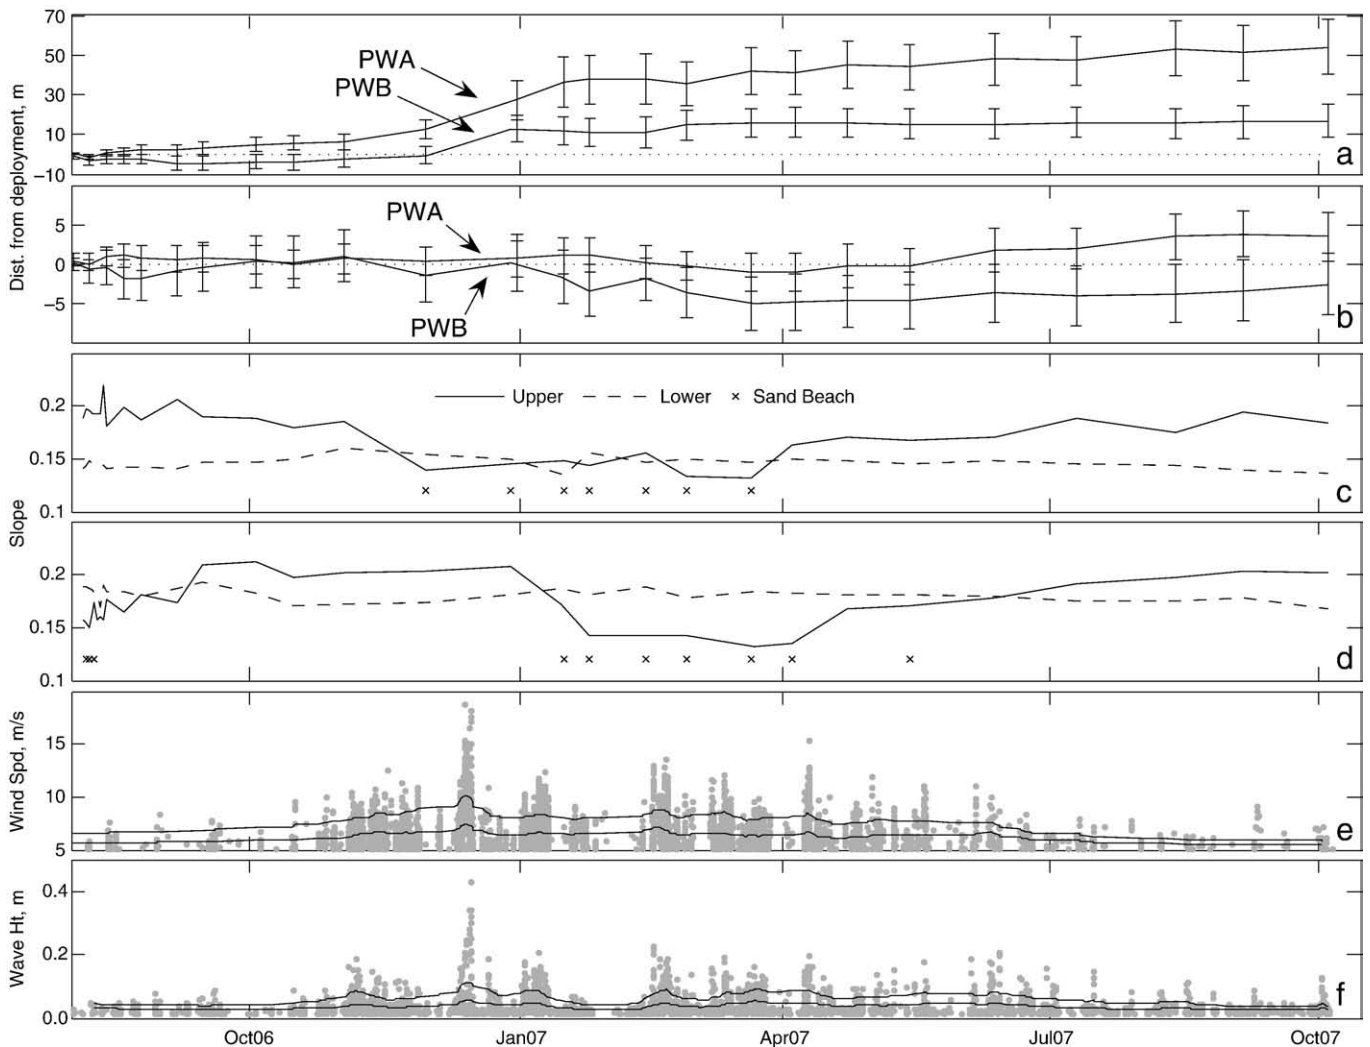 70
50
30
10
−10
Dist. from deployment, m
PWA
PWB
a
5
0
−5
PWA
PWB
b
0.2
0.15
0.1
Slope
Upper
Lower
× Sand Beach
c
0.2
0.15
0.1
d
15
10
5
Wind Spd, m/s
e
0.4
0.2
0.0
Wave Ht, m
f
Oct06 Jan07 Apr07 Jul07 Oct07